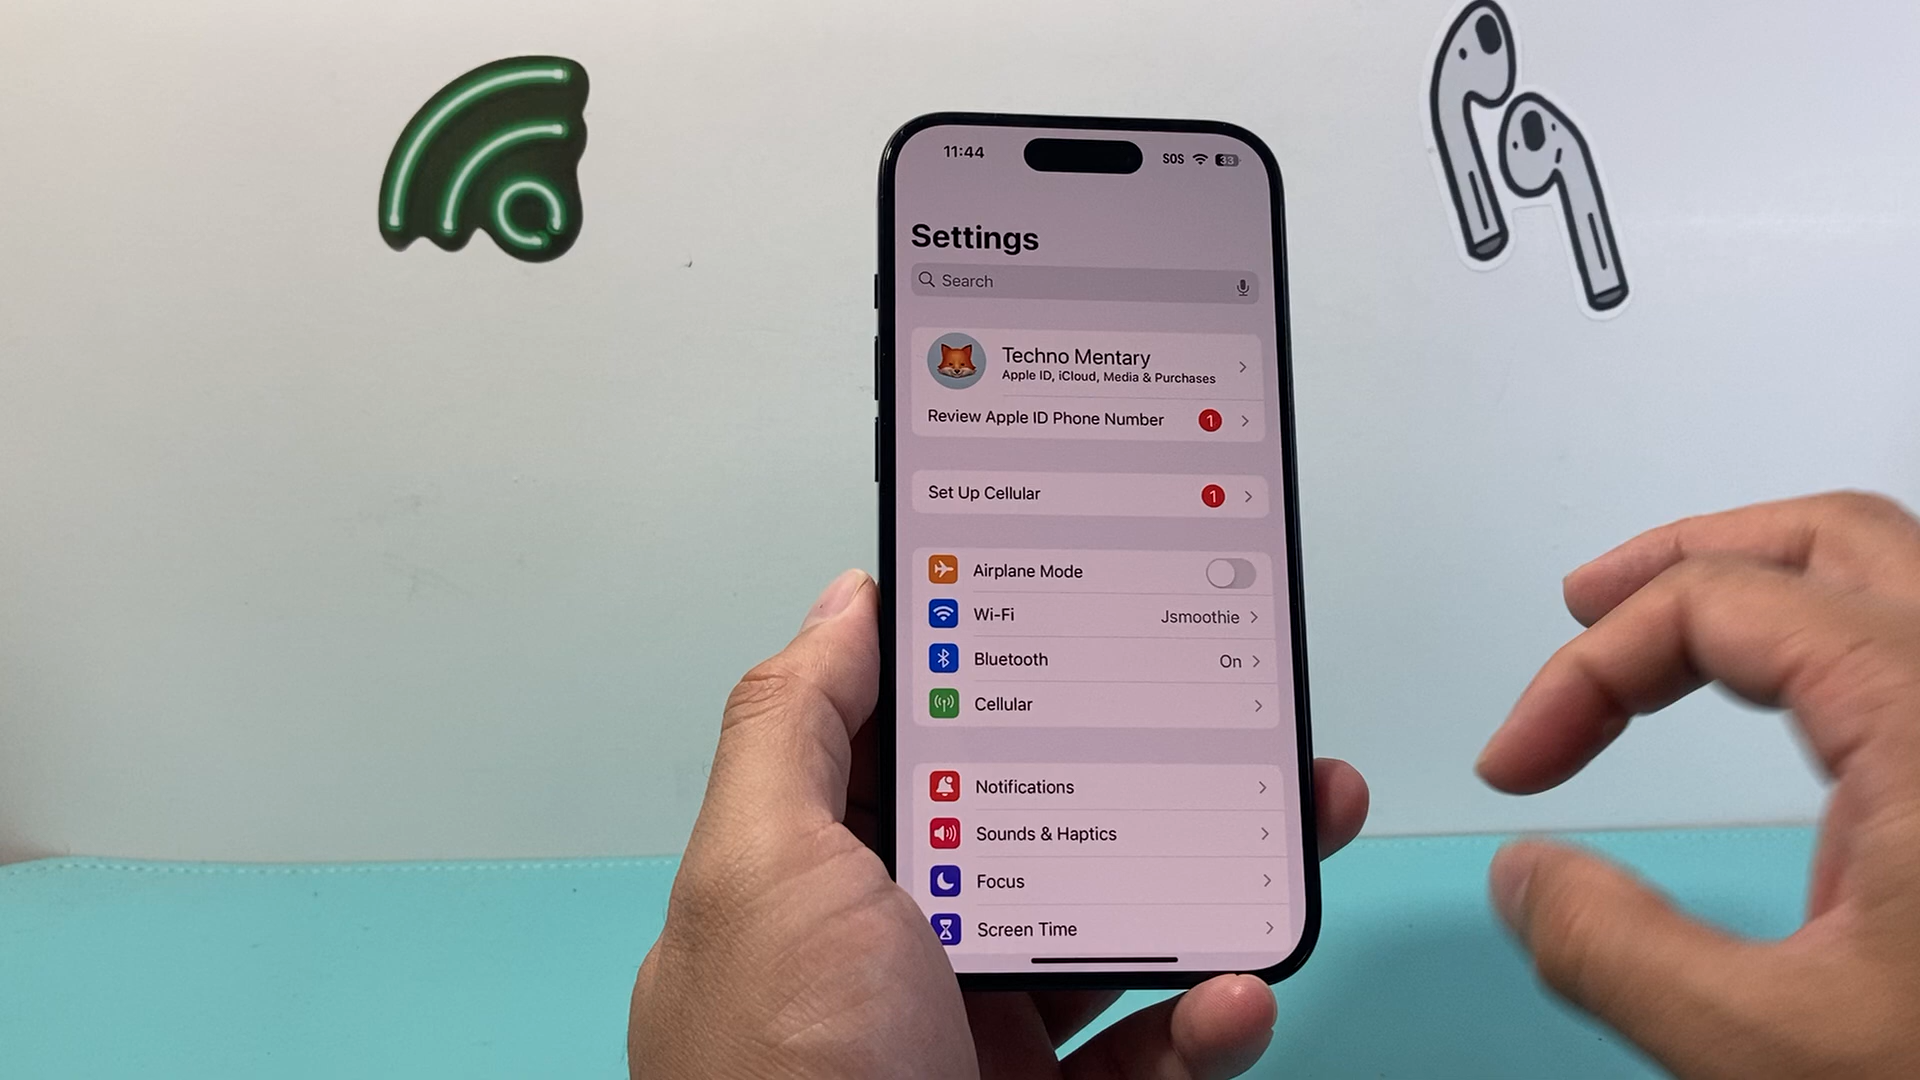 11:44
SOS 33
Settings
Search
Techno Mentary
Apple ID, iCloud, Media & Purchases
Review Apple ID Phone Number 1
Set Up Cellular 1
Airplane Mode
Wi-Fi Jsmoothie
Bluetooth On
Cellular
Notifications
Sounds & Haptics
Focus
Screen Time